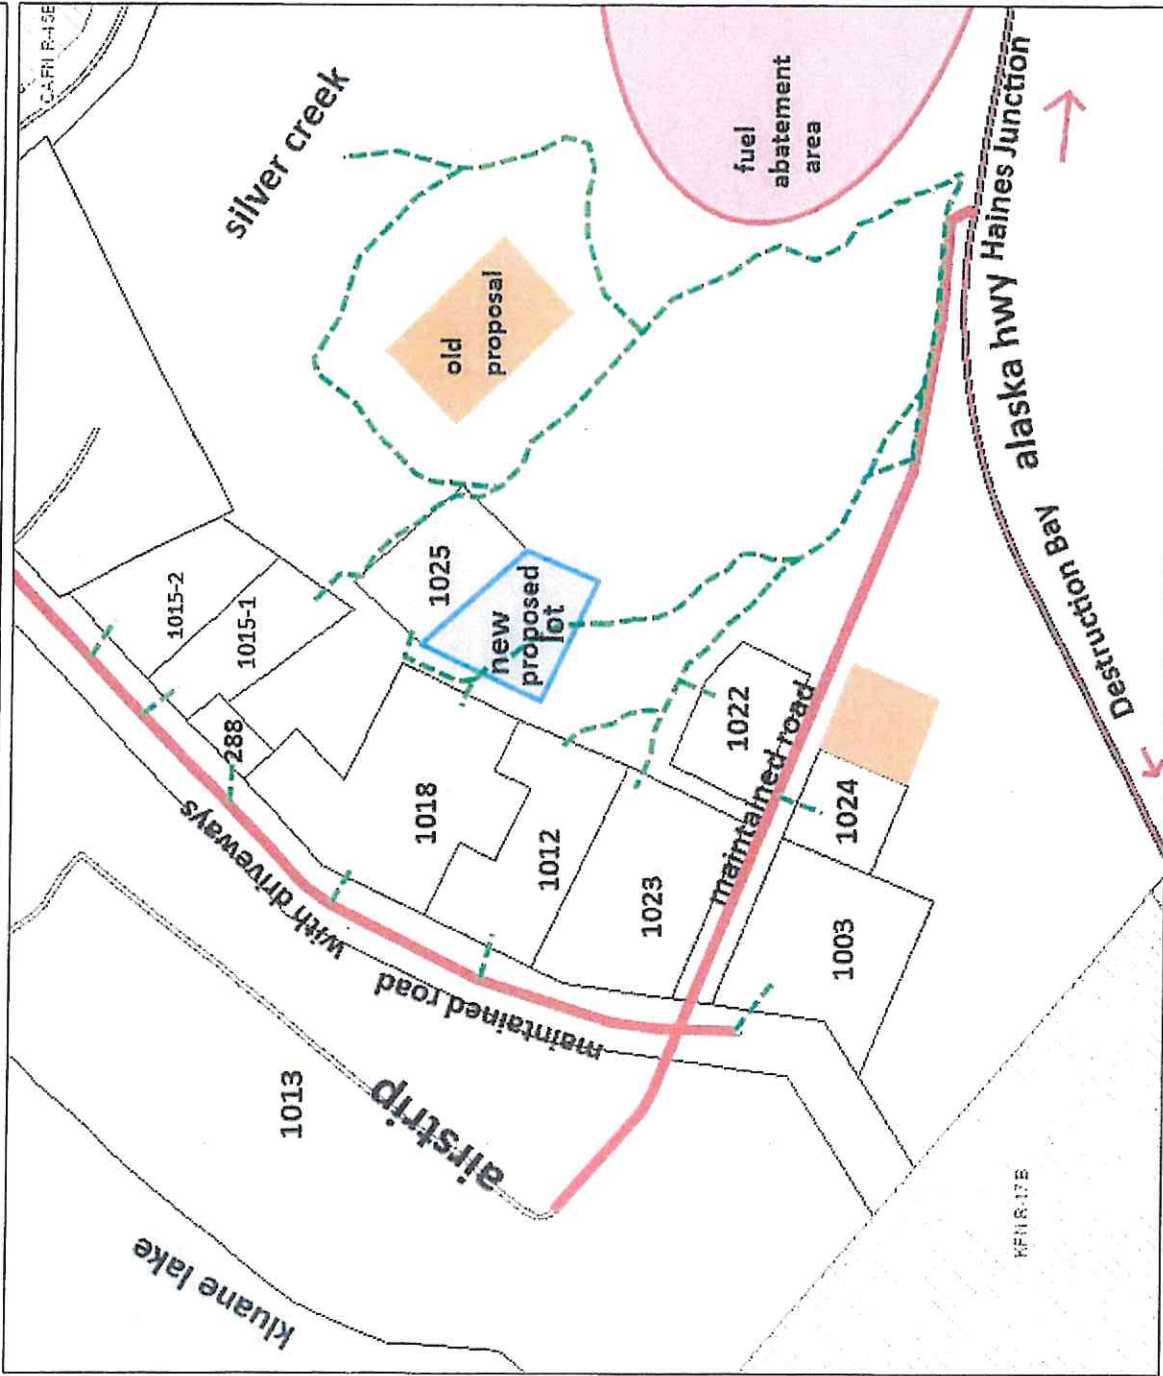 CAFN R-45B
silver creek
fuel
abatement
area
old
proposal
1015-2
1015-1
1025
new
proposed
lot
288
1018
1012
1022
1023
1024
1003
maintained road
with driveways
maintained road
airstrip
1013
kluane lake
alaska hwy
Haines Junction
Destruction Bay
KFN R-17B